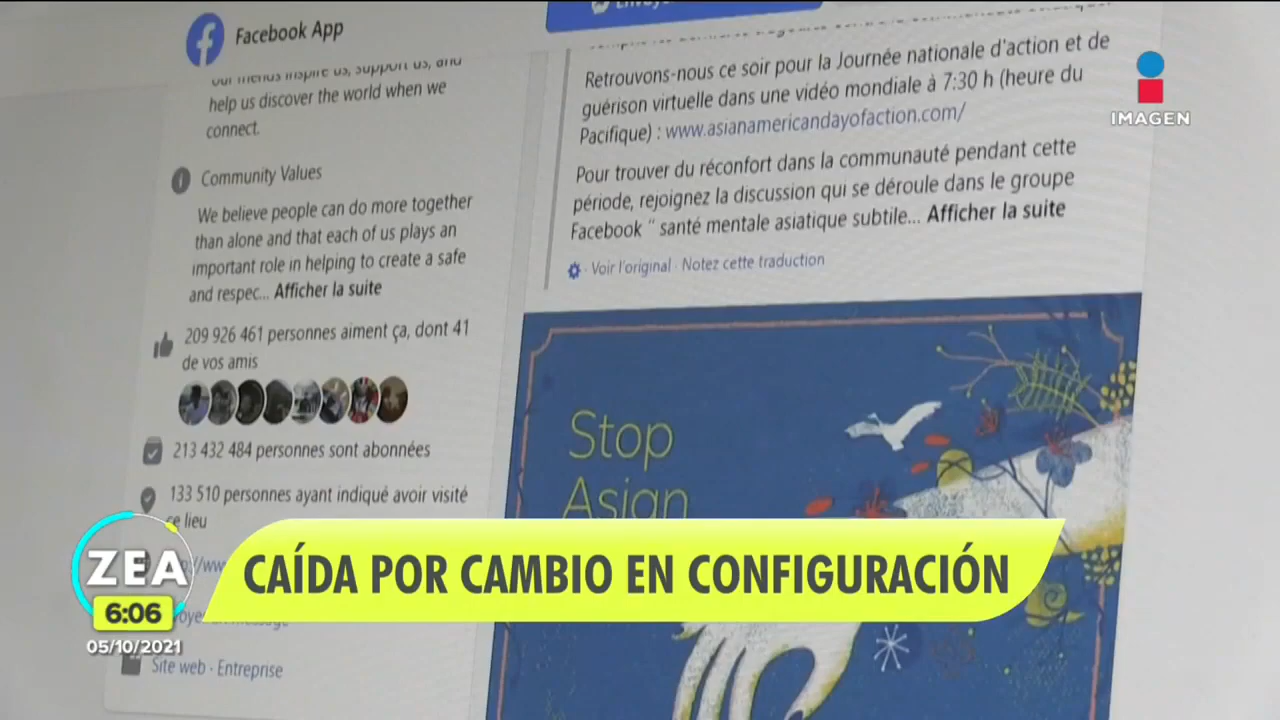 Facebook App
our friends inspire us, support us, and
help us discover the world when we
connect.
Community Values
We believe people can do more together
than alone and that each of us plays an
important role in helping to create a safe
and respec... Afficher la suite
209 926 461 personnes aiment ça, dont 41
de vos amis
213 432 484 personnes sont abonnées
133 510 personnes ayant indiqué avoir visité
ce lieu
Site web · Entreprise
Retrouvons-nous ce soir pour la Journée nationale d'action et de
guérison virtuelle dans une vidéo mondiale à 7:30 h (heure du
Pacifique) : www.asianamericandayofaction.com/
Pour trouver du réconfort dans la communauté pendant cette
période, rejoignez la discussion qui se déroule dans le groupe
Facebook " santé mentale asiatique subtile... Afficher la suite
· Voir l'original · Notez cette traduction
Stop
Asian
IMAGEN
CAÍDA POR CAMBIO EN CONFIGURACIÓN
ZEA
6:06
05/10/2021